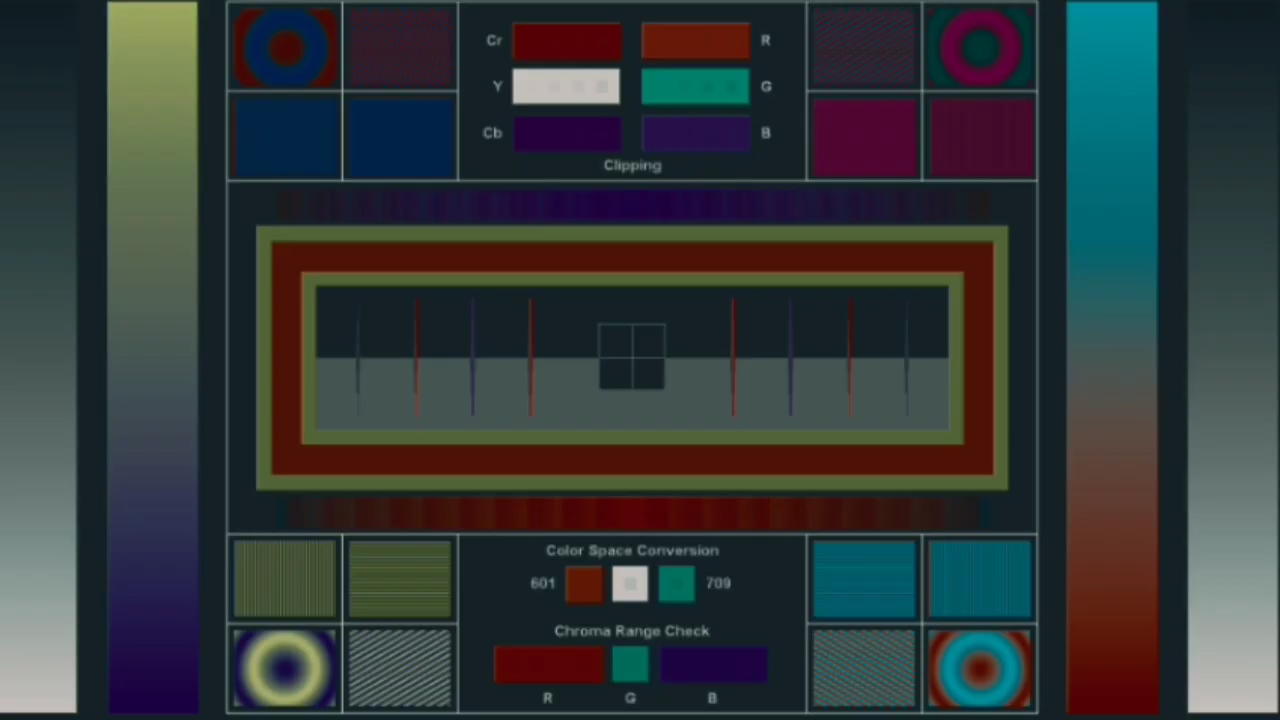 Cr R
Y G
Cb B
Clipping
Color Space Conversion
601 709
Chroma Range Check
R G B